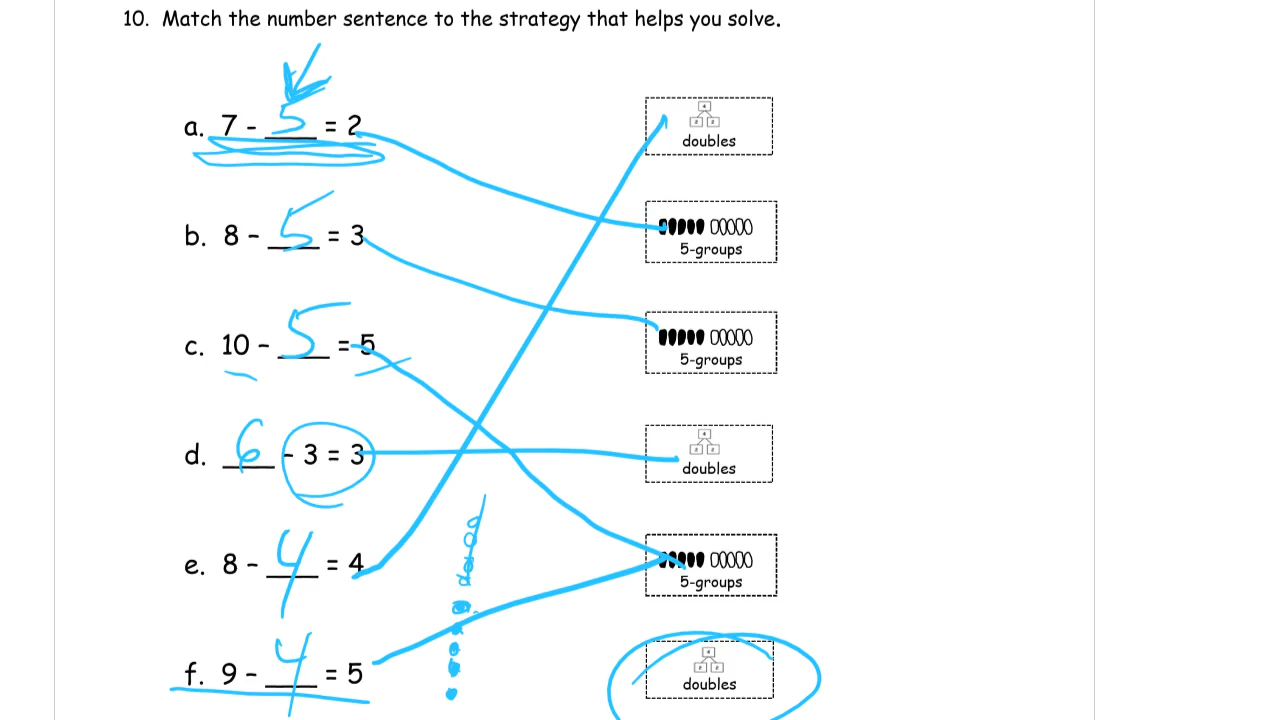 10. Match the number sentence to the strategy that helps you solve.
a. 7 - 5 = 2
doubles
b. 8 - 5 = 3
5-groups
c. 10 - 5 = 5
5-groups
d. 6 - 3 = 3
doubles
e. 8 - 4 = 4
5-groups
f. 9 - 4 = 5
doubles